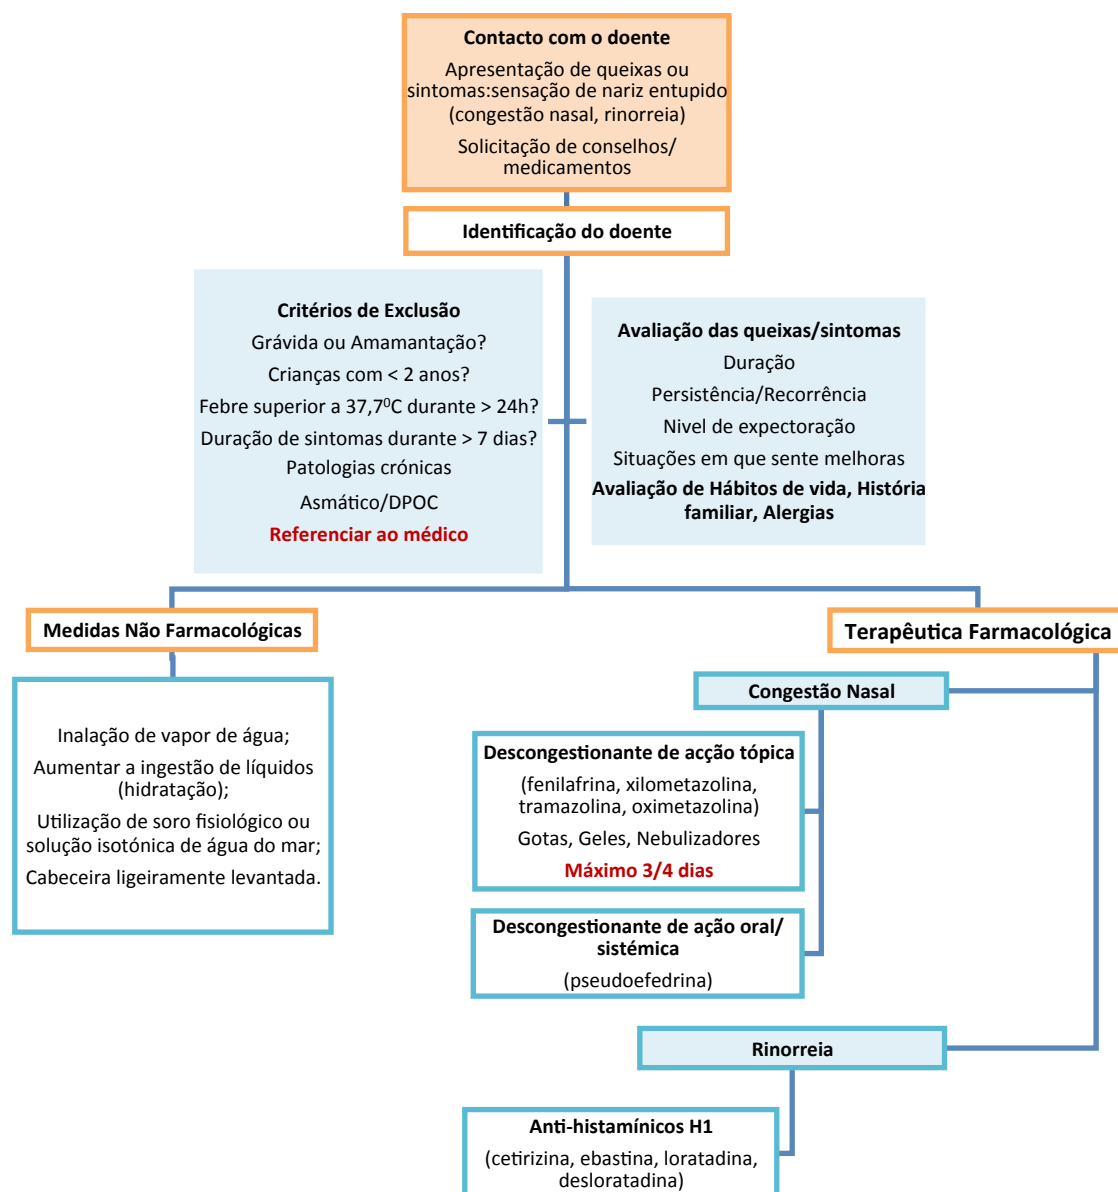 Contacto com o doente
Apresentação de queixas ou
sintomas:sensação de nariz entupido
(congestão nasal, rinorreia)
Solicitação de conselhos/
medicamentos
Identificação do doente
Critérios de Exclusão
Grávida ou Amamantação?
Crianças com < 2 anos?
Febre superior a 37,7⁰C durante > 24h?
Duração de sintomas durante > 7 dias?
Patologias crónicas
Asmático/DPOC
Referenciar ao médico
Avaliação das queixas/sintomas
Duração
Persistência/Recorrência
Nivel de expectoração
Situações em que sente melhoras
Avaliação de Hábitos de vida, História
familiar, Alergias
Medidas Não Farmacológicas
Inalação de vapor de água;
Aumentar a ingestão de líquidos
(hidratação);
Utilização de soro fisiológico ou
solução isotónica de água do mar;
Cabeceira ligeiramente levantada.
Terapêutica Farmacológica
Congestão Nasal
Descongestionante de acção tópica
(fenilafrina, xilometazolina,
tramazolina, oximetazolina)
Gotas, Geles, Nebulizadores
Máximo 3/4 dias
Descongestionante de ação oral/
sistémica
(pseudoefedrina)
Rinorreia
Anti-histamínicos H1
(cetirizina, ebastina, loratadina,
desloratadina)